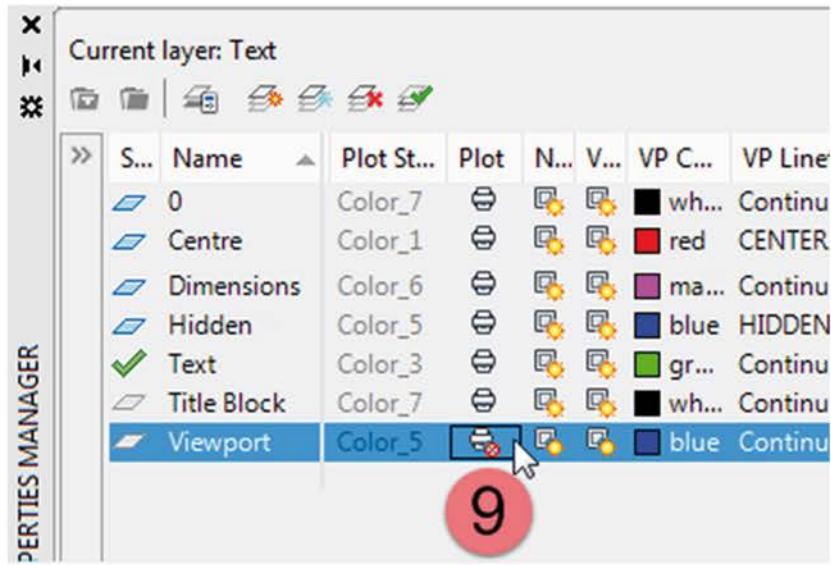 Current layer: Text
S... Name Plot St... Plot N... V... VP C... VP Line
0 Color_7 wh... Continu
Centre Color_1 red CENTER
Dimensions Color_6 ma... Continu
Hidden Color_5 blue HIDDEN
Text Color_3 gr... Continu
Title Block Color_7 wh... Continu
Viewport Color_5 blue Continu
9
PERTIES MANAGER